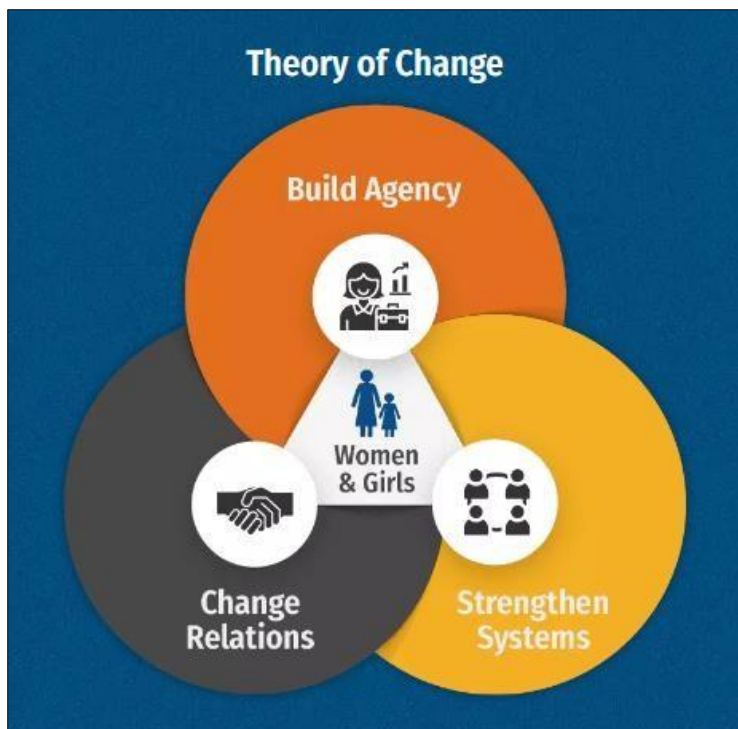 Theory of Change
Build Agency
Women
& Girls
Change
Relations
Strengthen
Systems